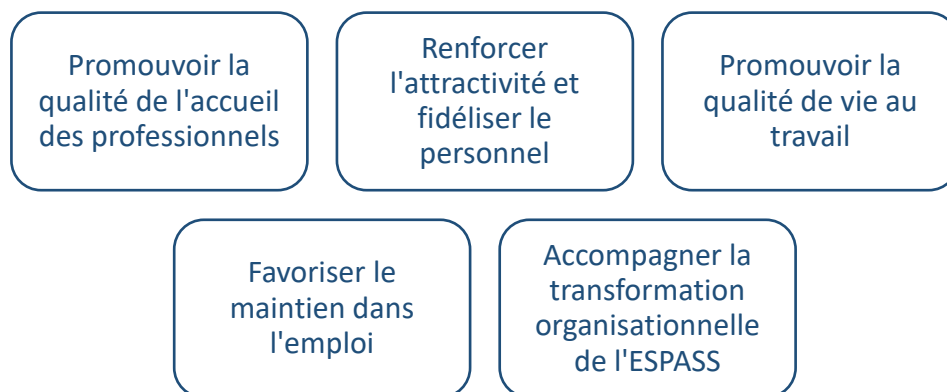 Promouvoir la
qualité de l'accueil
des professionnels
Renforcer
l'attractivité et
fidéliser le
personnel
Promouvoir la
qualité de vie au
travail
Favoriser le
maintien dans
l'emploi
Accompagner la
transformation
organisationnelle
de l'ESPASS